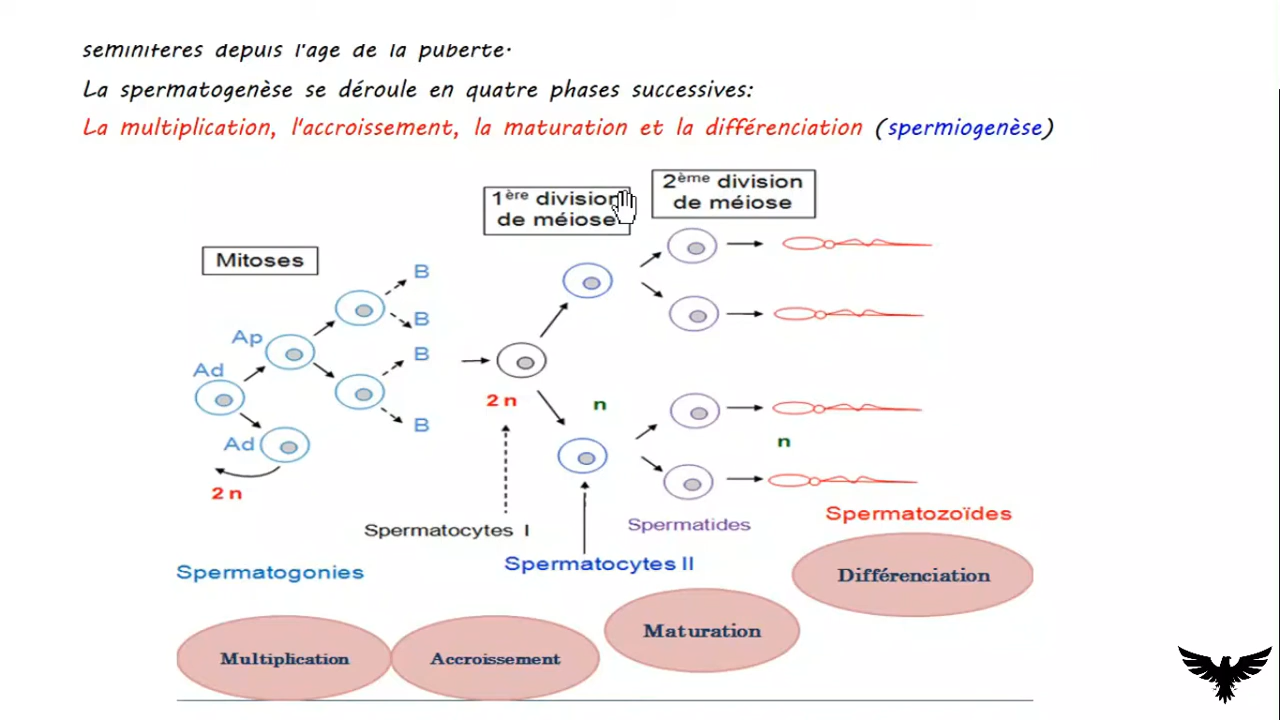 séminifères depuis l'âge de la puberté.
La spermatogenèse se déroule en quatre phases successives:
La multiplication, l'accroissement, la maturation et la différenciation (spermiogenèse)
1ère division
de méiose
2ème division
de méiose
Mitoses
B
B
Ap
B
Ad
2 n
n
B
Ad
n
2 n
Spermatocytes I
Spermatides
Spermatozoïdes
Spermatocytes II
Spermatogonies
Différenciation
Maturation
Multiplication
Accroissement